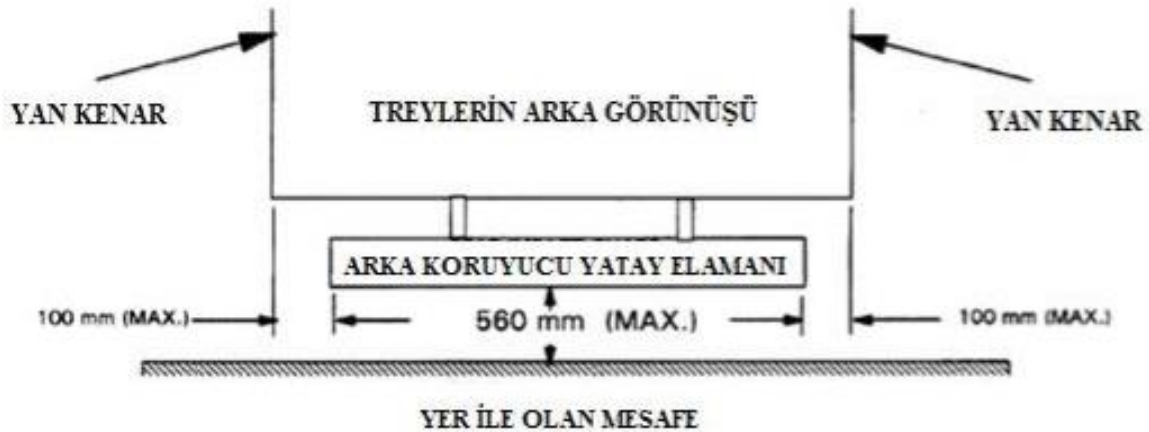 YAN KENAR
TREYLERİN ARKA GÖRÜNÜŞÜ
YAN KENAR
ARKA KORUYUCU YATAY ELAMANI
100 mm (MAX.)
560 mm (MAX.)
100 mm (MAX.)
YER İLE OLAN MESAFE